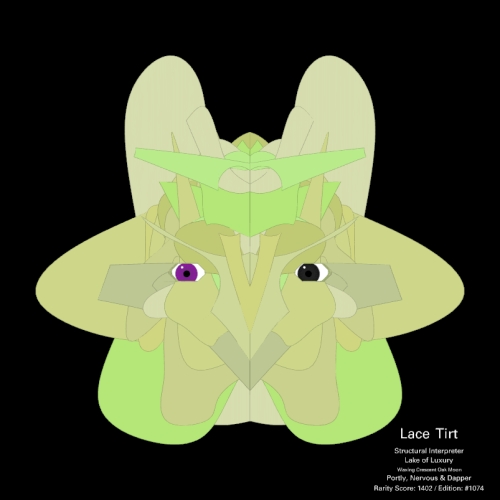 Lace Tirt
Structural Interpreter
Lake of Luxury
Waxing Crescent Oak Moon
Portly, Nervous & Dapper
Rarity Score: 1402 / Edition: #1074